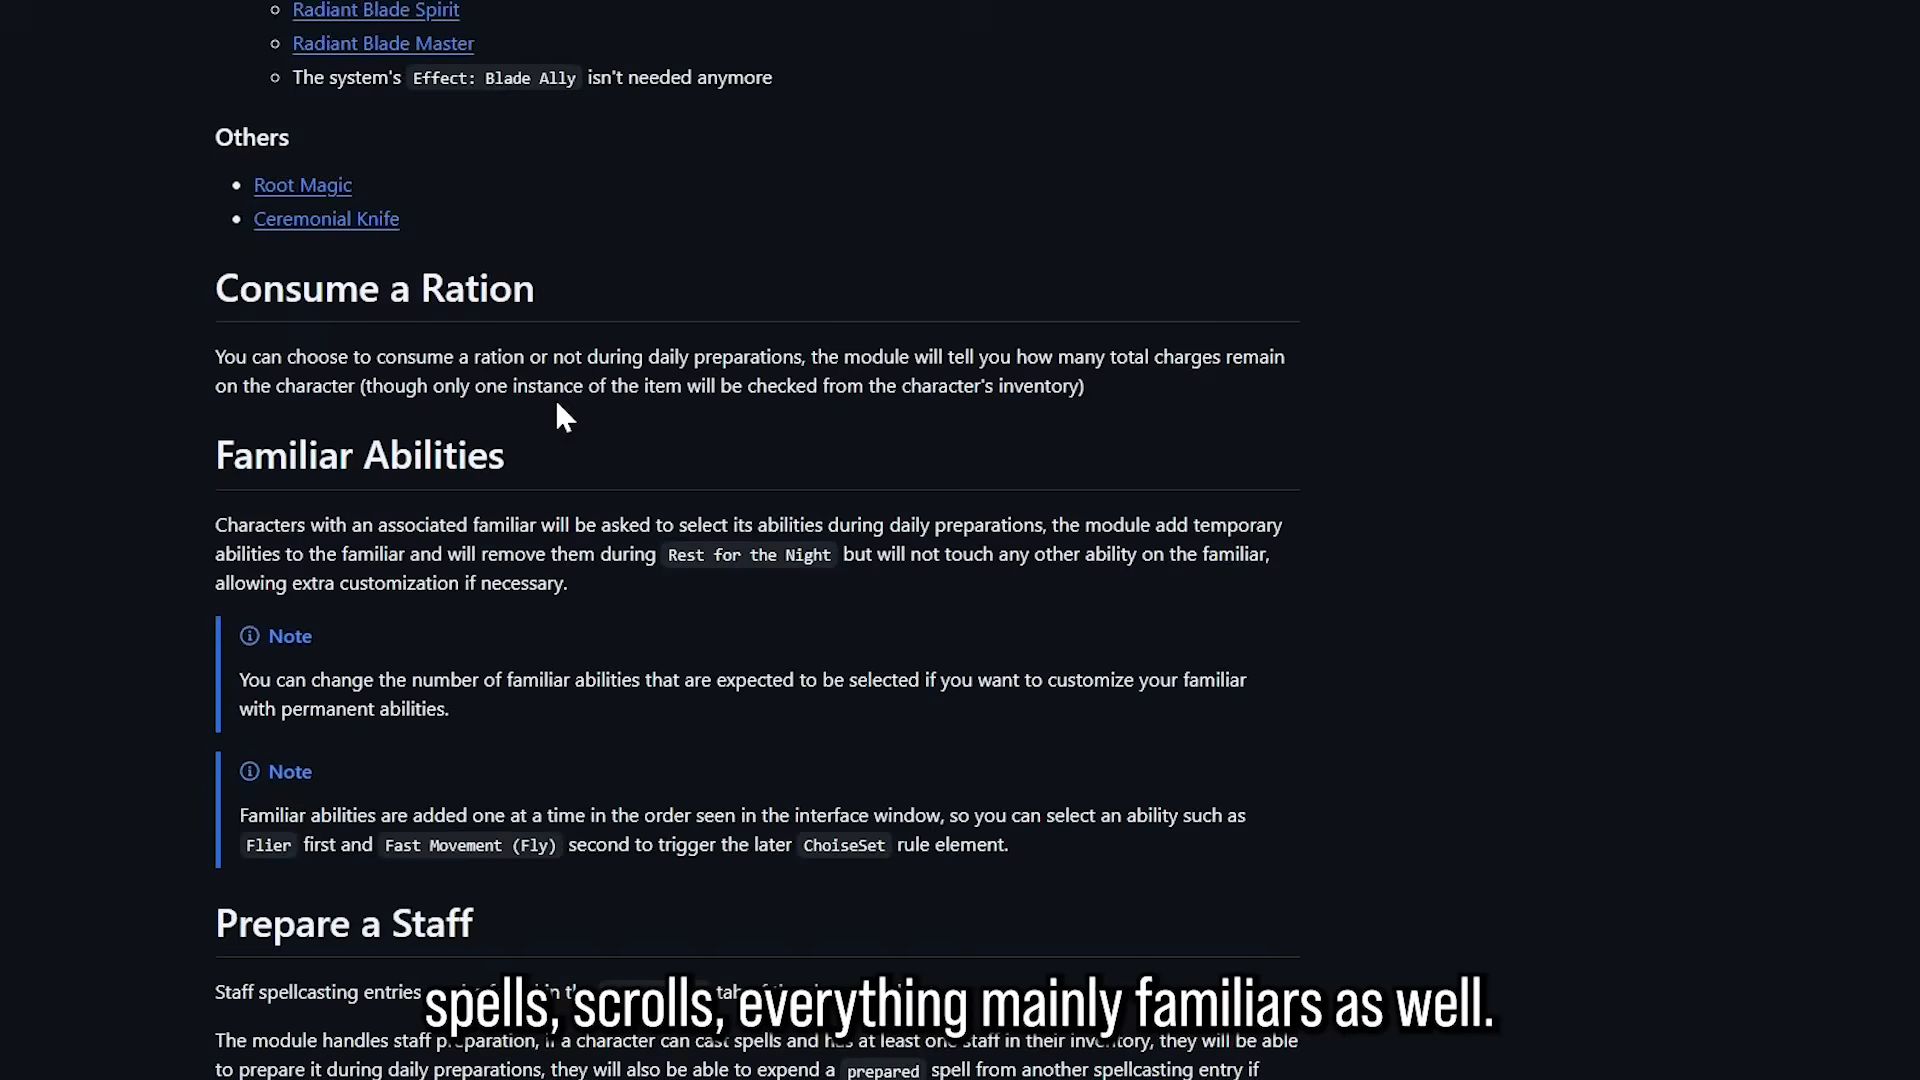 Radiant Blade Spirit
Radiant Blade Master
The system's Effect: Blade Ally isn't needed anymore
Others
Root Magic
Ceremonial Knife
Consume a Ration
You can choose to consume a ration or not during daily preparations, the module will tell you how many total charges remain
on the character (though only one instance of the item will be checked from the character's inventory)
Familiar Abilities
Characters with an associated familiar will be asked to select its abilities during daily preparations, the module add temporary
abilities to the familiar and will remove them during Rest for the Night but will not touch any other ability on the familiar,
allowing extra customization if necessary.
Note
You can change the number of familiar abilities that are expected to be selected if you want to customize your familiar
with permanent abilities.
Note
Familiar abilities are added one at a time in the order seen in the interface window, so you can select an ability such as
Flier first and Fast Movement (Fly) second to trigger the later ChoiseSet rule element.
Prepare a Staff
Staff spellcasting entries
spells, scrolls, everything mainly familiars as well.
The module handles staff preparation, if a character can cast spells and has at least one staff in their inventory, they will be able
to prepare it during daily preparations, they will also be able to expend a prepared spell from another spellcasting entry if